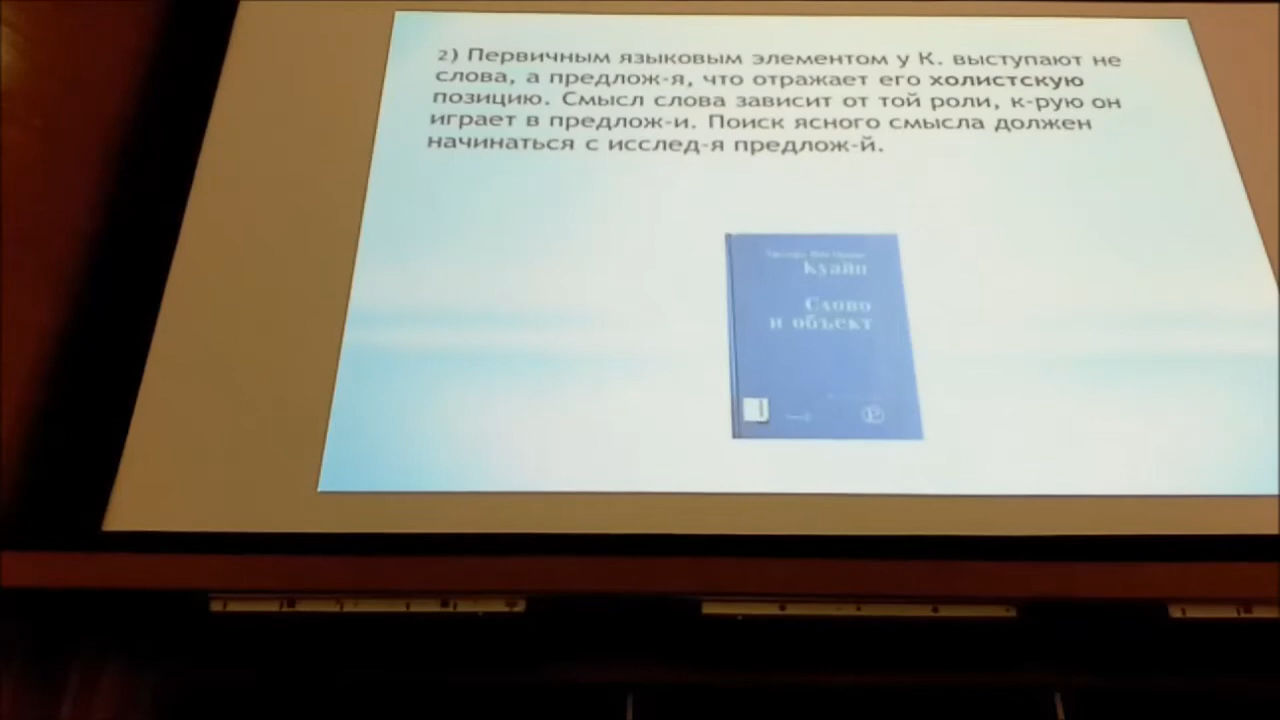 2) Первичным языковым элементом у К. выступают не
слова, а предлож-я, что отражает его холистскую
позицию. Смысл слова зависит от той роли, к-рую он
играет в предлож-и. Поиск ясного смысла должен
начинаться с исслед-я предлож-й.
Куайн
Слово
и объект